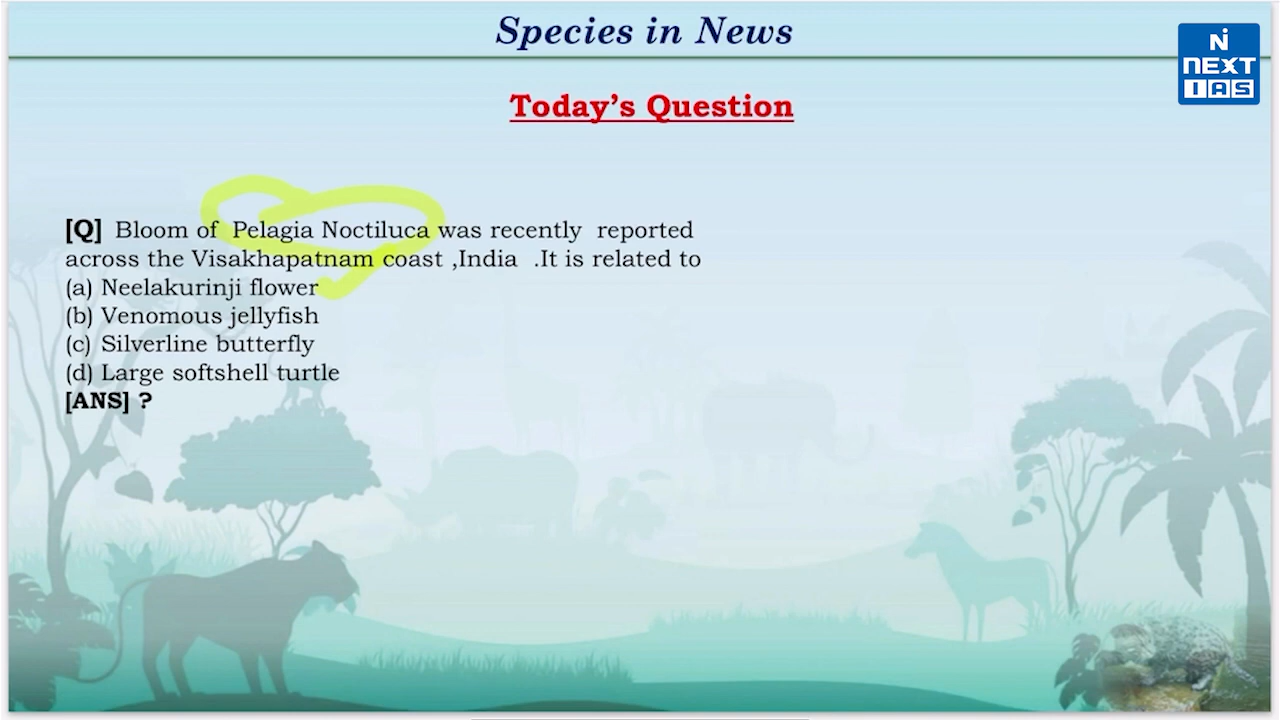 Species in News
NEXT
IAS
Today's Question
[Q] Bloom of Pelagia Noctiluca was recently reported
across the Visakhapatnam coast ,India .It is related to
(a) Neelakurinji flower
(b) Venomous jellyfish
(c) Silverline butterfly
(d) Large softshell turtle
[ANS] ?